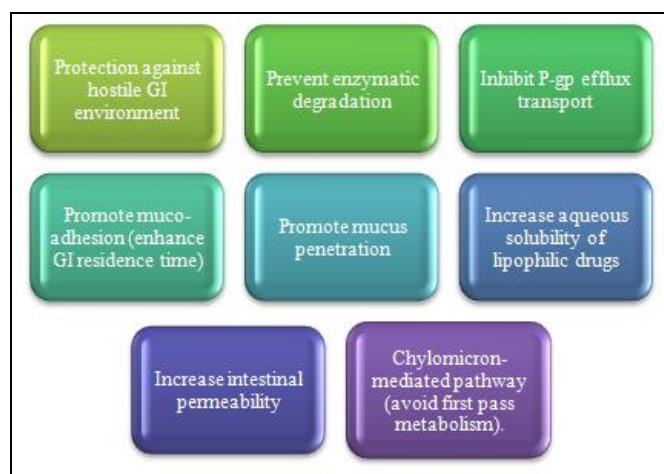 Protection against
hostile GI
environment
Prevent enzymatic
degradation
Inhibit P-gp efflux
transport
Promote muco-
adhesion (enhance
GI residence time)
Promote mucus
penetration
Increase aqueous
solubility of
lipophilic drugs
Increase intestinal
permeability
Chylomicron-
mediated pathway
(avoid first pass
metabolism).